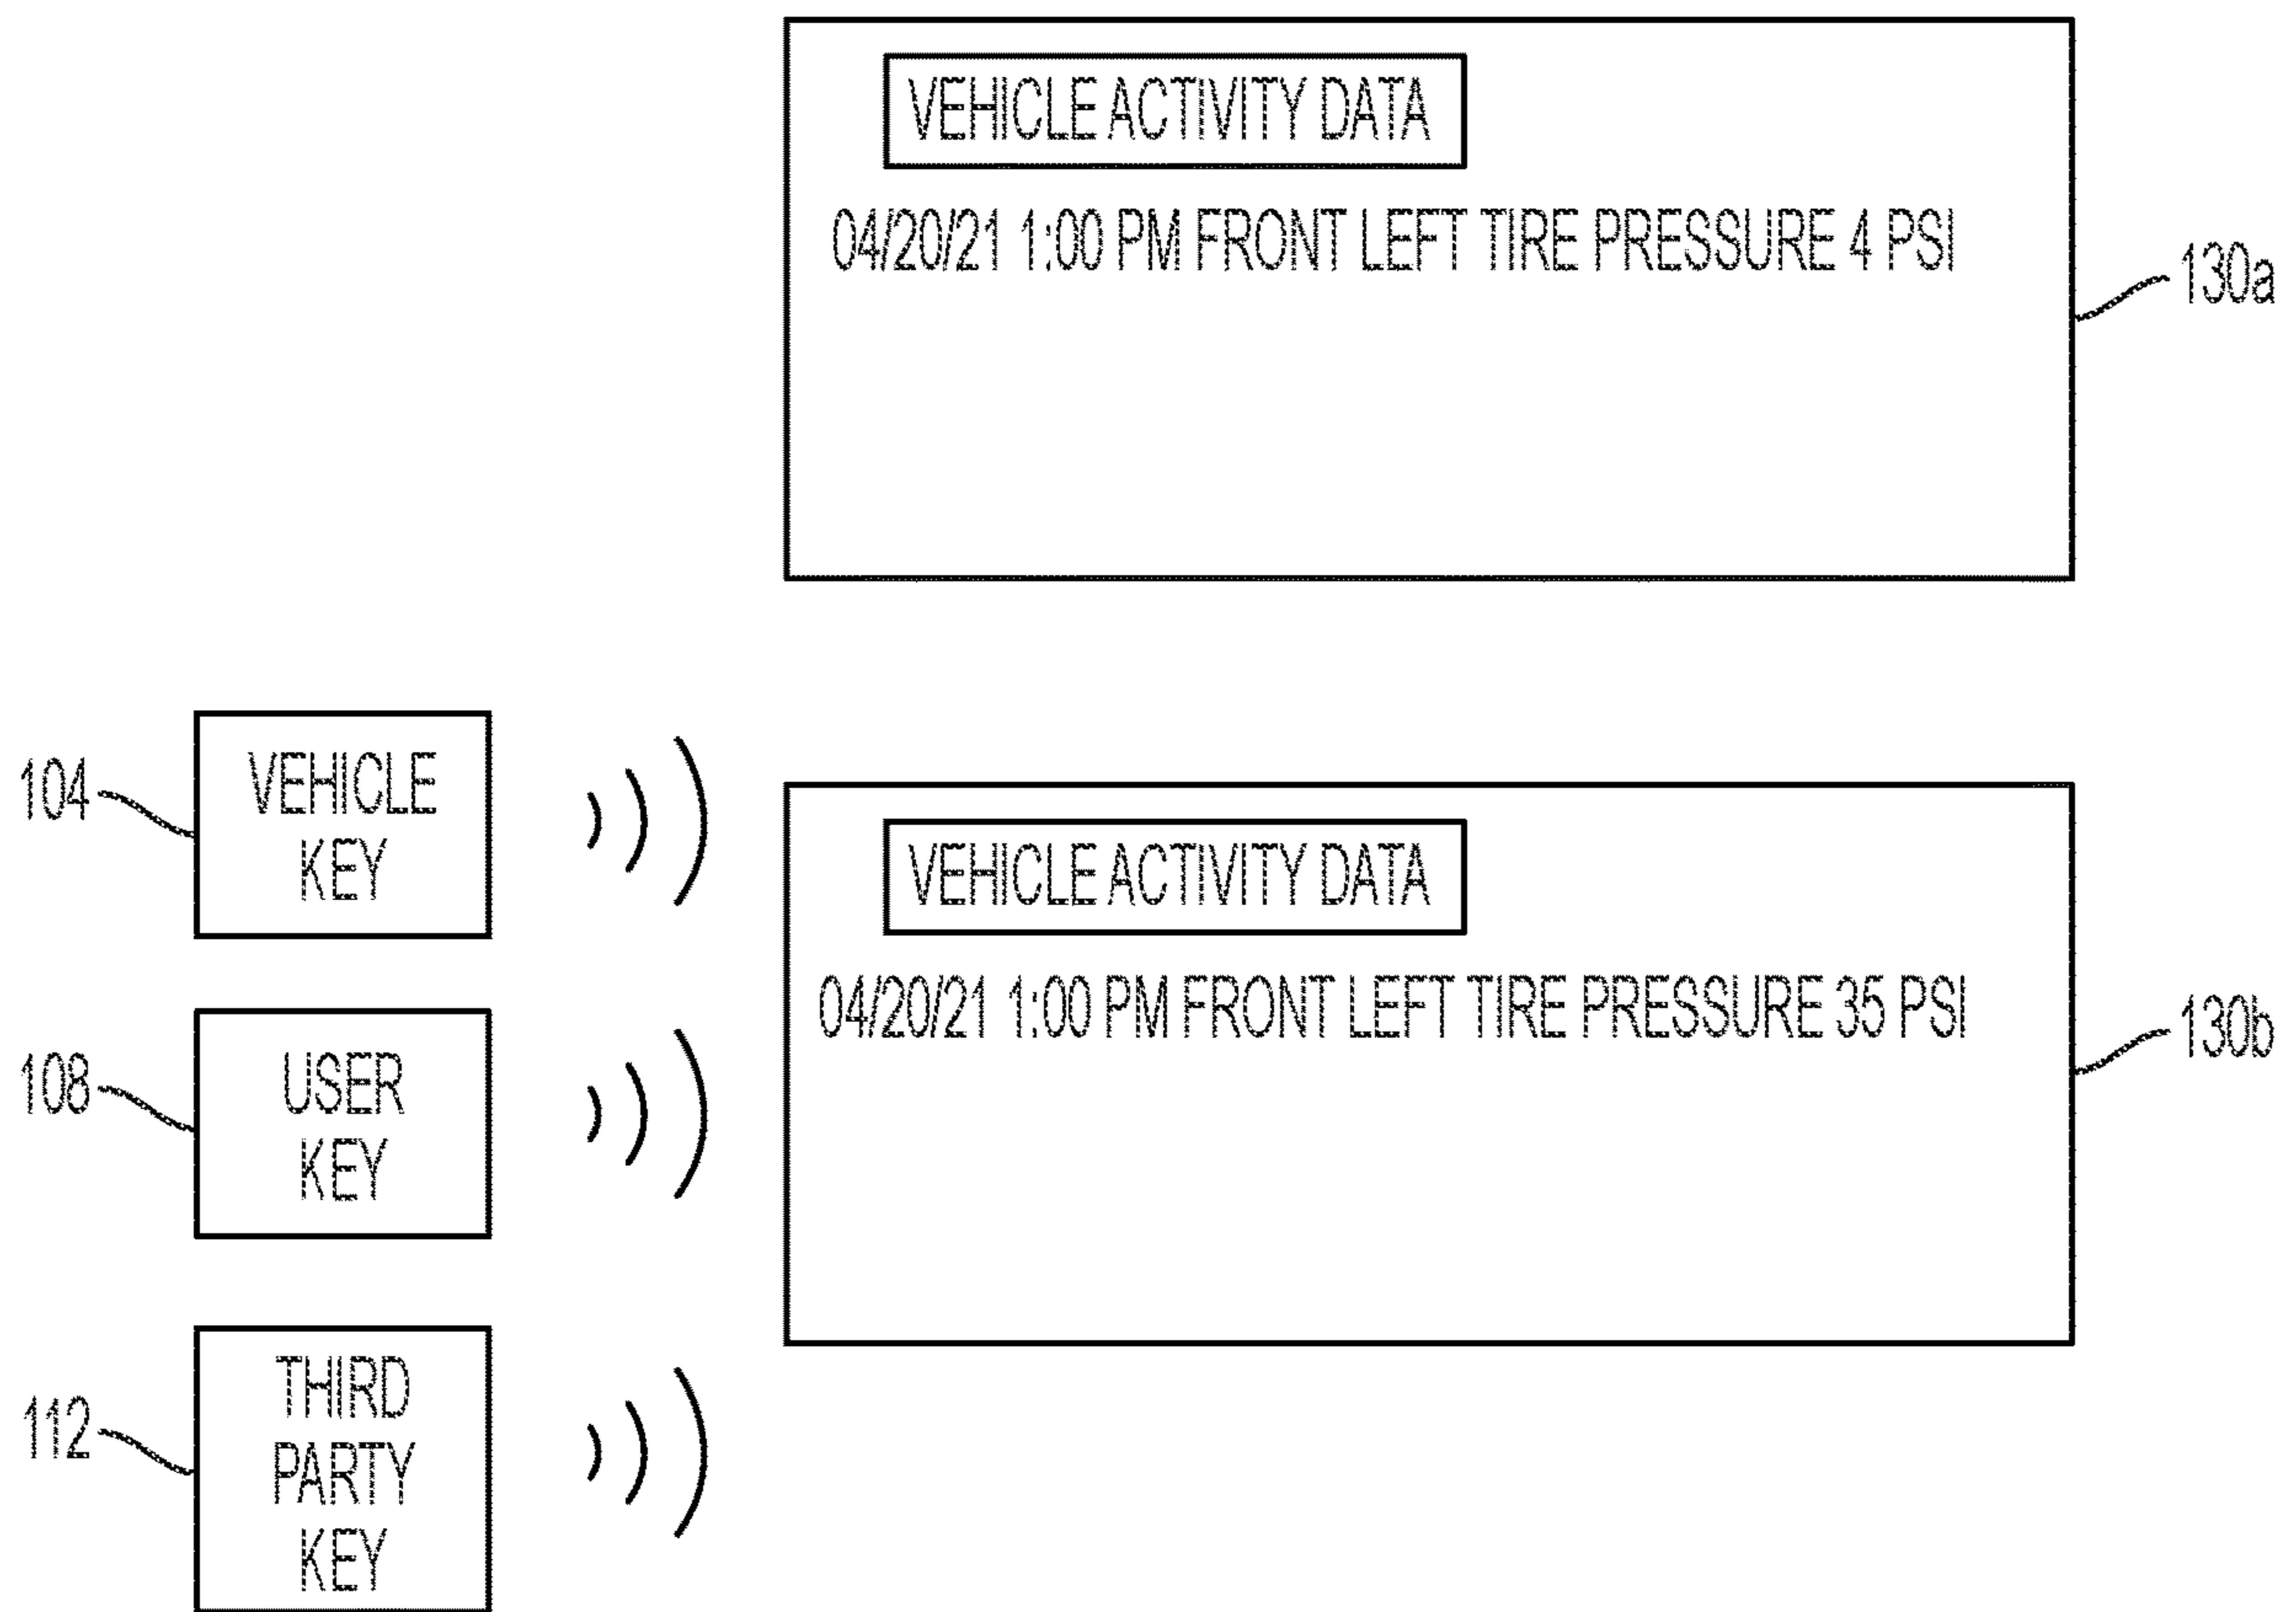 VEHICLE ACTIVITY DATA
04/20/21 1:00 PM FRONT LEFT TIRE PRESSURE 4 PSI
130a
104
VEHICLE
KEY
VEHICLE ACTIVITY DATA
04/20/21 1:00 PM FRONT LEFT TIRE PRESSURE 35 PSI
130b
108
USER
KEY
112
THIRD
PARTY
KEY